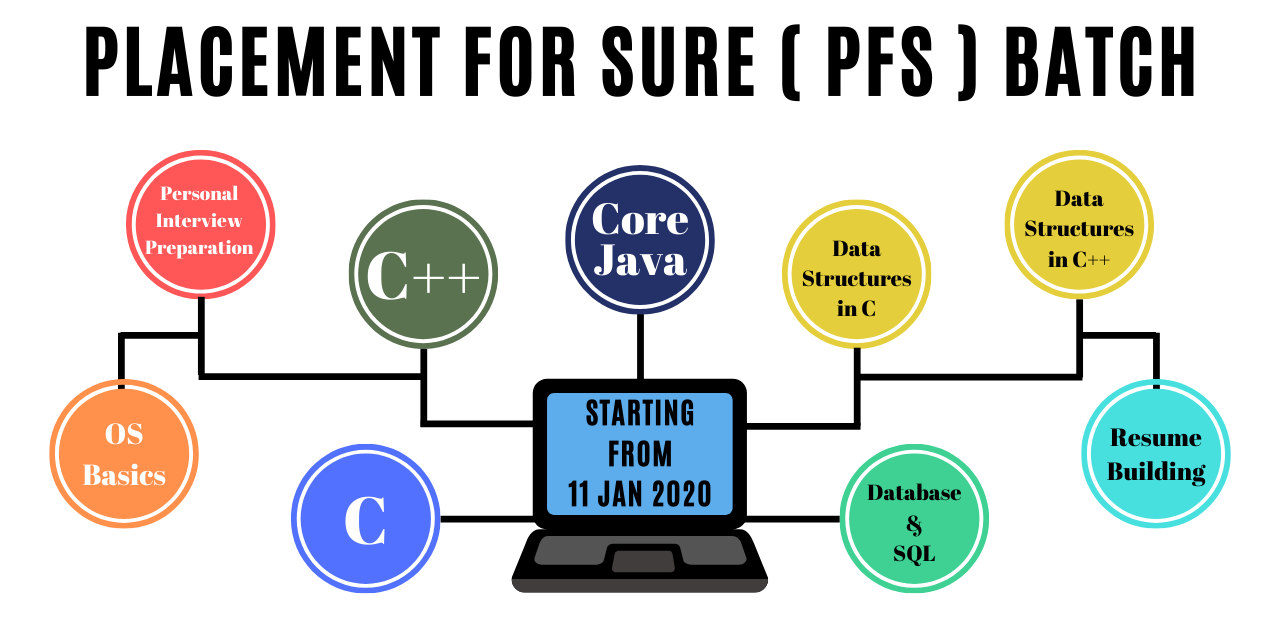 PLACEMENT FOR SURE ( PFS ) BATCH
Personal
Interview
Preparation
C++
Core
Java
Data
Structures
in C
Data
Structures
in C++
OS
Basics
C
STARTING
FROM
11 JAN 2020
Database
&
SQL
Resume
Building